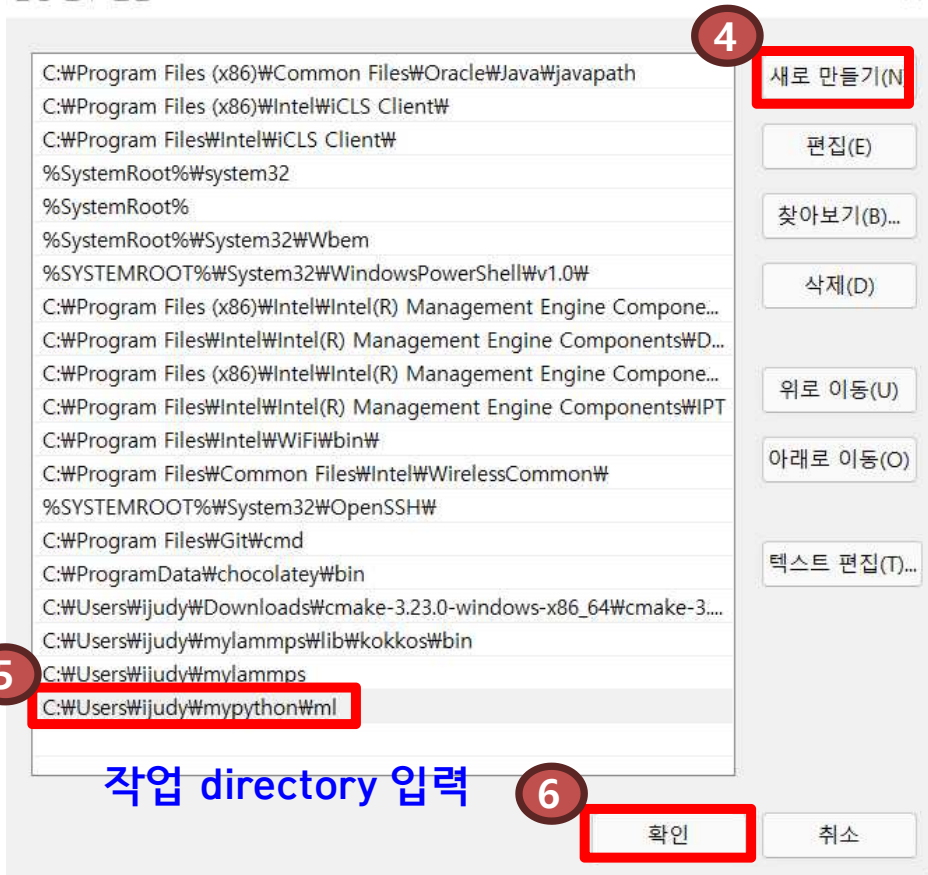 4
C:₩Program Files (x86)₩Common Files₩Oracle₩Java₩javapath
C:₩Program Files (x86)₩Intel₩iCLS Client₩
C:₩Program Files₩Intel₩iCLS Client₩
%SystemRoot%₩system32
%SystemRoot%
%SystemRoot%₩System32₩Wbem
%SYSTEMROOT%₩System32₩WindowsPowerShell₩v1.0₩
C:₩Program Files (x86)₩Intel₩Intel(R) Management Engine Compone...
C:₩Program Files₩Intel₩Intel(R) Management Engine Components₩D...
C:₩Program Files (x86)₩Intel₩Intel(R) Management Engine Compone...
C:₩Program Files₩Intel₩Intel(R) Management Engine Components₩IPT
C:₩Program Files₩Intel₩WiFi₩bin₩
C:₩Program Files₩Common Files₩Intel₩WirelessCommon₩
%SYSTEMROOT%₩System32₩OpenSSH₩
C:₩Program Files₩Git₩cmd
C:₩ProgramData₩chocolatey₩bin
C:₩Users₩ijudy₩Downloads₩cmake-3.23.0-windows-x86_64₩cmake-3....
C:₩Users₩ijudy₩mylammps₩lib₩kokkos₩bin
C:₩Users₩ijudy₩mylammps
5
C:₩Users₩ijudy₩mypython₩ml
새로 만들기(N
편집(E)
찾아보기(B)...
삭제(D)
위로 이동(U)
아래로 이동(O)
텍스트 편집(T)...
작업 directory 입력
6
확인
취소